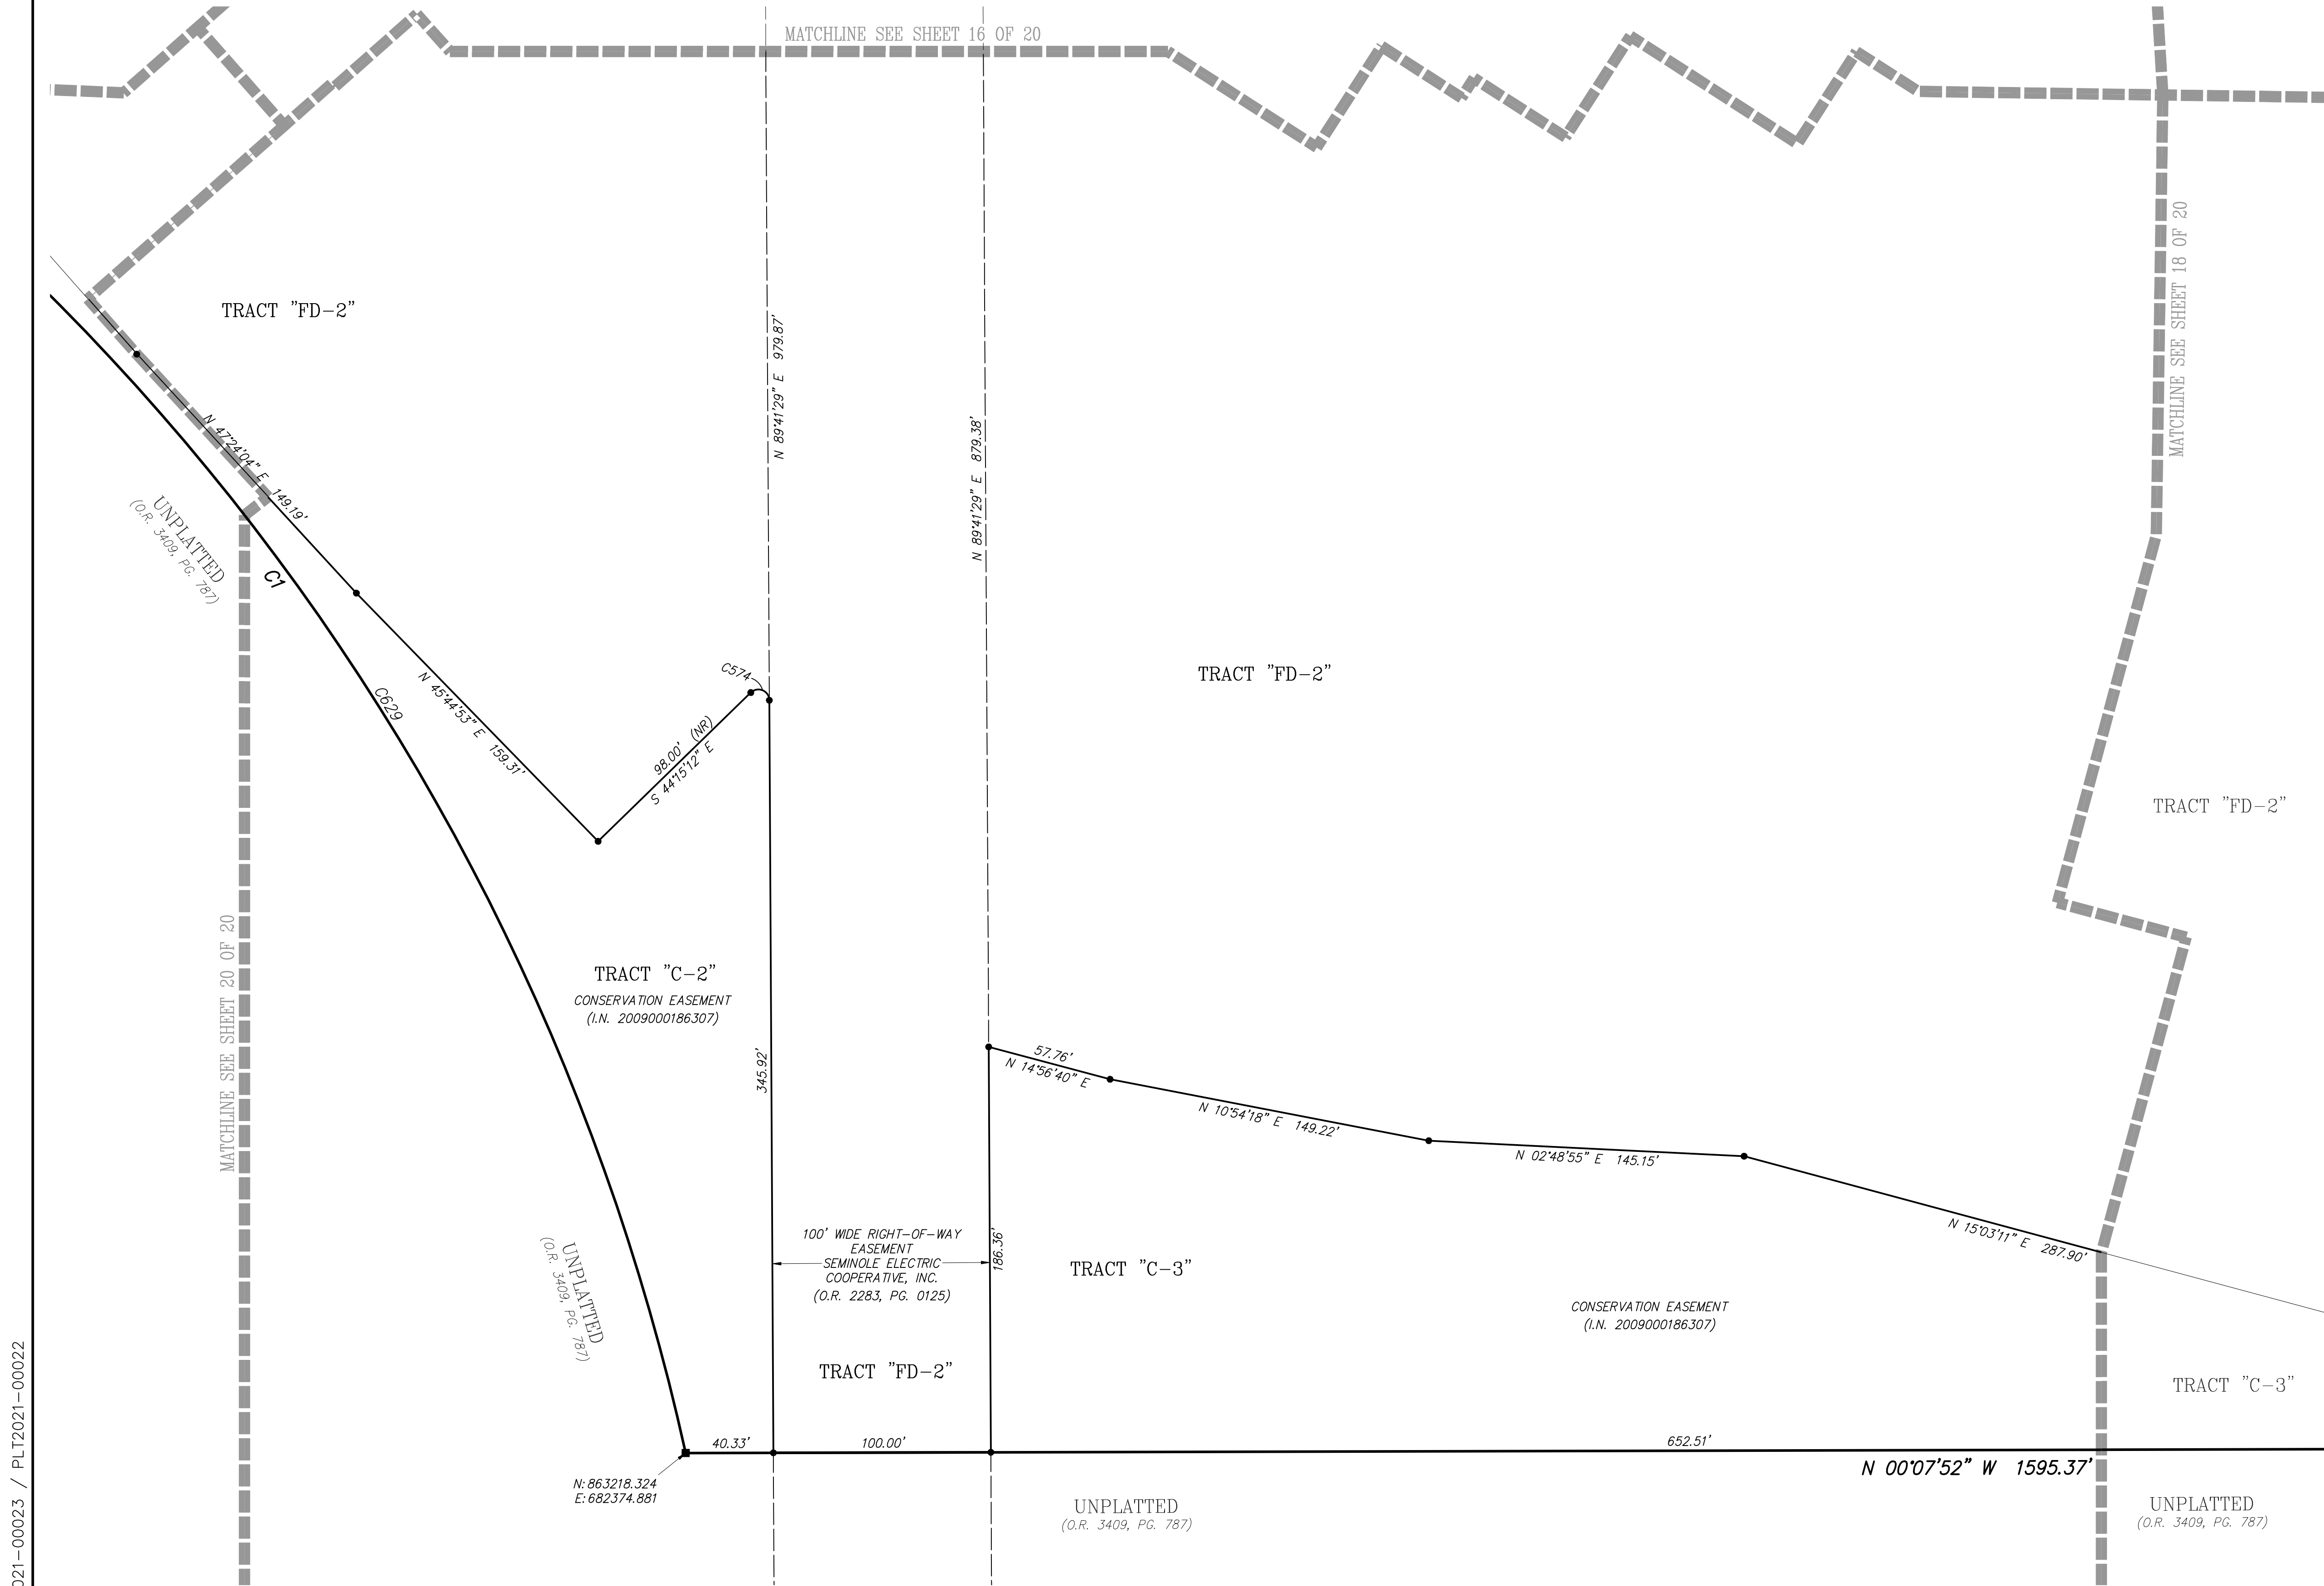 MATCHLINE SEE SHEET 16 OF 20
MATCHLINE SEE SHEET 18 OF 20
TRACT "FD-2"
N 89°41'29" E 979.87'
N 89°41'29" E 879.38'
N 47°24'04" E 149.19'
UNPLATTED
(O.R. 3409, PG. 787)
C1
C629
N 45°44'53" E 159.31'
C574
98.00' (NR)
S 44°15'12" E
TRACT "FD-2"
TRACT "FD-2"
MATCHLINE SEE SHEET 20 OF 20
TRACT "C-2"
CONSERVATION EASEMENT
(I.N. 2009000186307)
345.92'
57.76'
N 14°56'40" E
N 10°54'18" E 149.22'
N 02°48'55" E 145.15'
N 15°03'11" E 287.90'
100' WIDE RIGHT-OF-WAY
EASEMENT
SEMINOLE ELECTRIC
COOPERATIVE, INC.
(O.R. 2283, PG. 0125)
186.36'
TRACT "C-3"
CONSERVATION EASEMENT
(I.N. 2009000186307)
UNPLATTED
(O.R. 3409, PG. 787)
TRACT "FD-2"
TRACT "C-3"
40.33'
100.00'
652.51'
N 00°07'52" W 1595.37'
N: 863218.324
E: 682374.881
UNPLATTED
(O.R. 3409, PG. 787)
UNPLATTED
(O.R. 3409, PG. 787)
021-00023 / PLT2021-00022